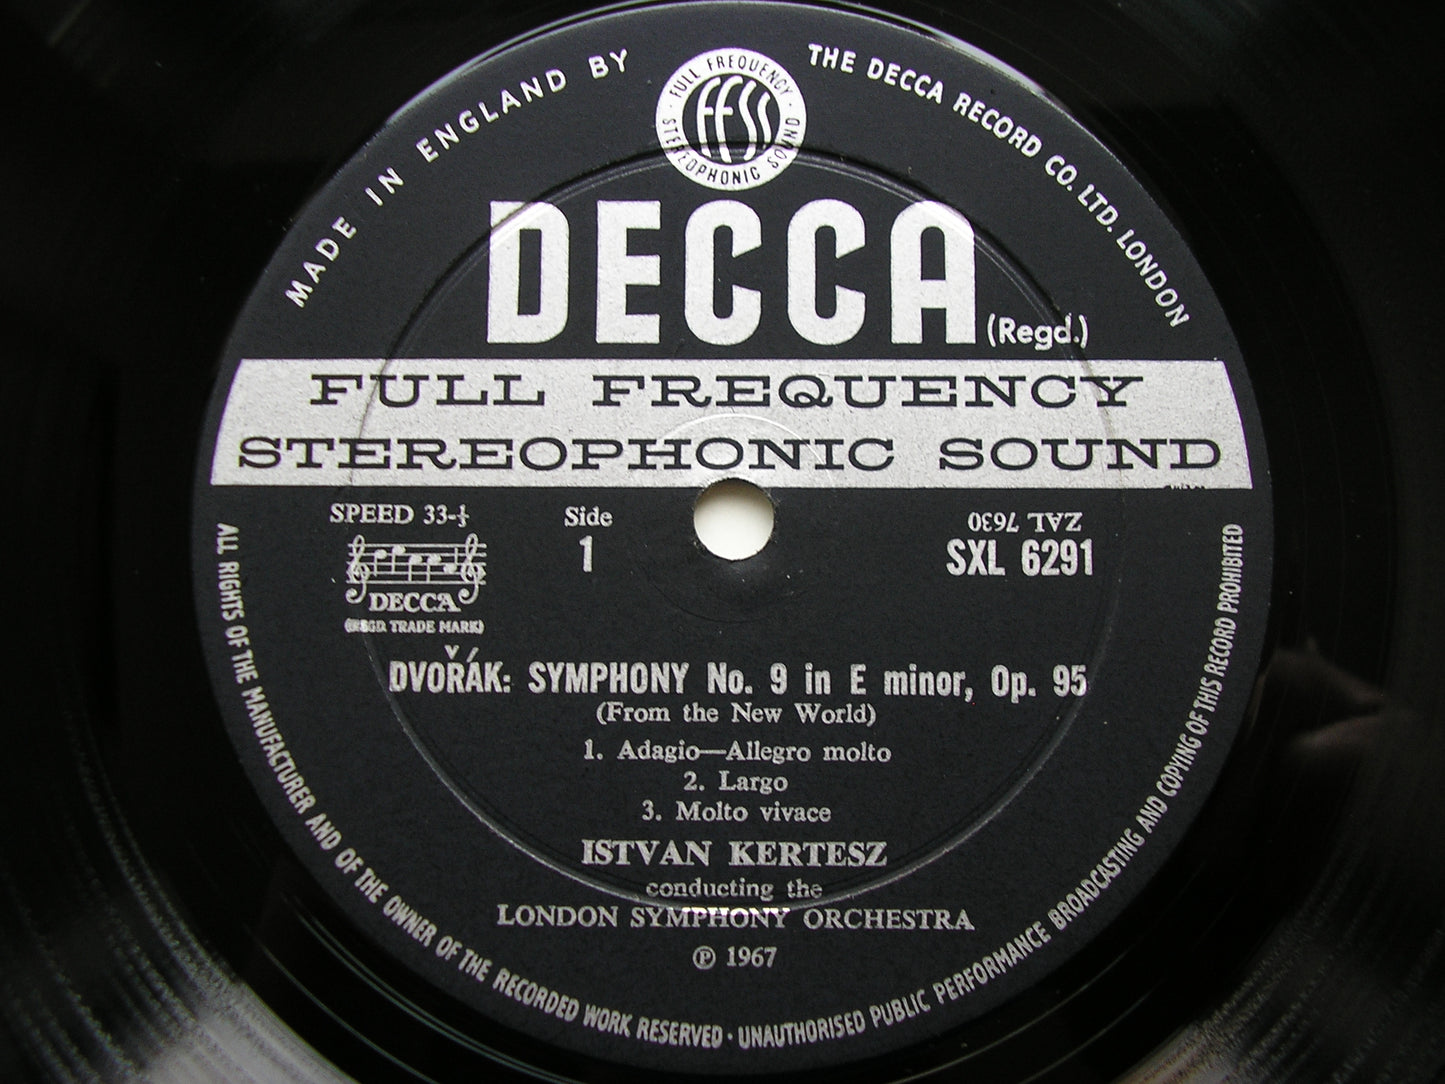 MADE IN ENGLAND BY
THE DECCA RECORD CO. LTD. LONDON
FULL FREQUENCY
ffss
STEREOPHONIC SOUND
DECCA (Regd.)
FULL FREQUENCY
STEREOPHONIC SOUND
SPEED 33-⅓
Side
1
ZAL 7630
SXL 6291
DECCA
(REGD. TRADE MARK)
DVOŘÁK: SYMPHONY No. 9 in E minor, Op. 95
(From the New World)
1. Adagio—Allegro molto
2. Largo
3. Molto vivace
ISTVAN KERTESZ
conducting the
LONDON SYMPHONY ORCHESTRA
℗ 1967
ALL RIGHTS OF THE MANUFACTURER AND OF THE OWNER OF THE RECORDED WORK RESERVED · UNAUTHORISED PUBLIC PERFORMANCE BROADCASTING AND COPYING OF THIS RECORD PROHIBITED